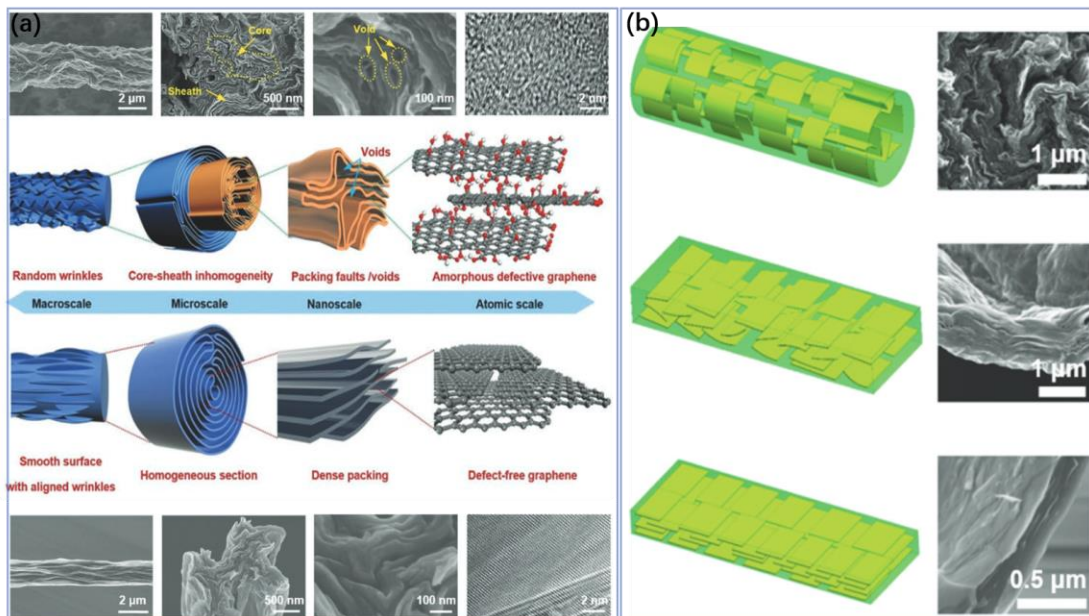 (a)
Core
Sheath
Void
2 μm
500 nm
100 nm
2 nm
Voids
Random wrinkles
Core-sheath inhomogeneity
Packing faults /voids
Amorphous defective graphene
Macroscale
Microscale
Nanoscale
Atomic scale
Smooth surface
with aligned wrinkles
Homogeneous section
Dense packing
Defect-free graphene
2 μm
500 nm
100 nm
2 nm
(b)
1 μm
1 μm
0.5 μm